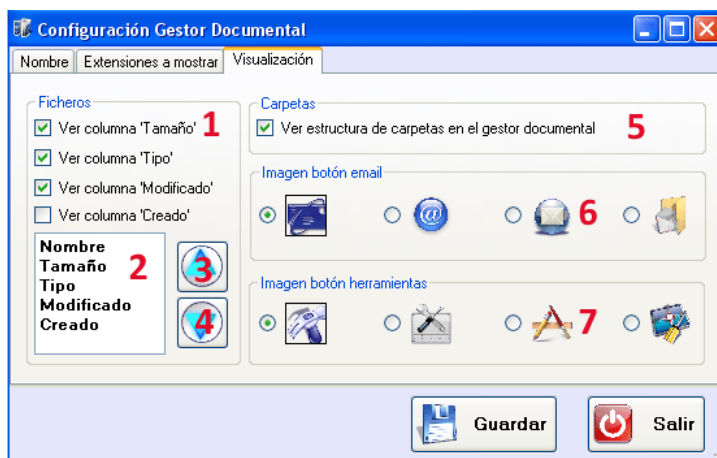 Configuración Gestor Documental
Nombre
Extensiones a mostrar
Visualización
Ficheros
Ver columna 'Tamaño'
1
Ver columna 'Tipo'
Ver columna 'Modificado'
Ver columna 'Creado'
Nombre
Tamaño
Tipo
Modificado
Creado
2
3
4
Carpetas
Ver estructura de carpetas en el gestor documental
5
Imagen botón email
@
6
Imagen botón herramientas
7
Guardar
Salir